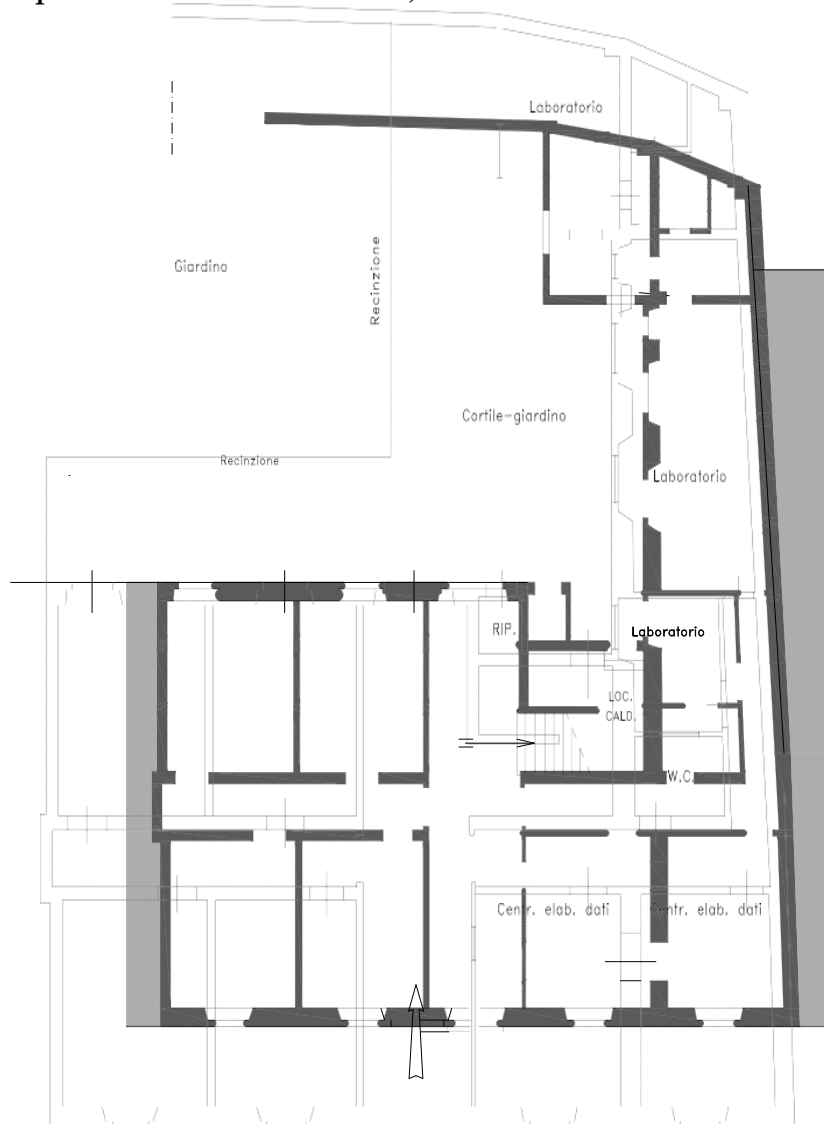 Laboratorio
Giardino
Recinzione
Cortile-giardino
Recinzione
Laboratorio
RIP.
Laboratorio
LOC.
CALD.
W.C.
Centr. elab. dati
Centr. elab. dati